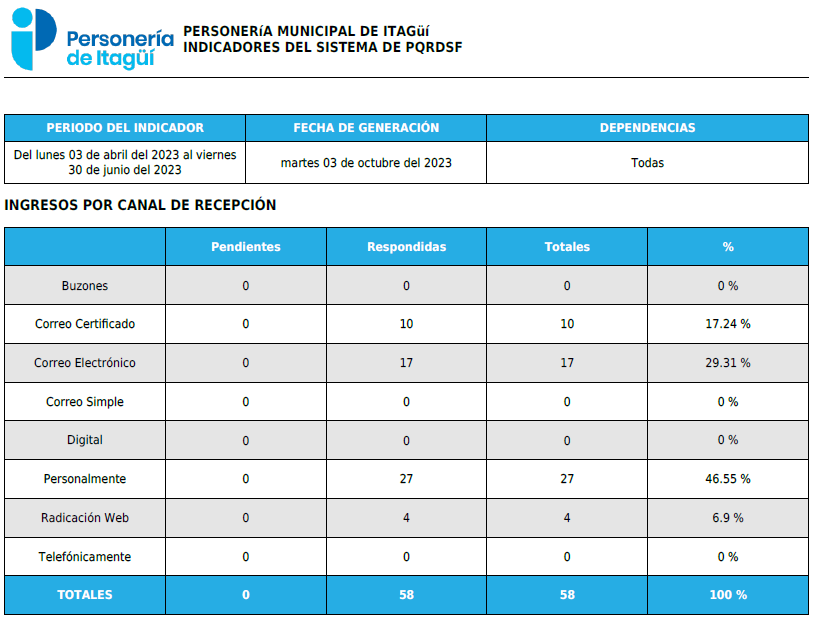 Personería
de Itagüí
PERSONERíA MUNICIPAL DE ITAGüí
INDICADORES DEL SISTEMA DE PQRDSF
PERIODO DEL INDICADOR FECHA DE GENERACIÓN DEPENDENCIAS
Del lunes 03 de abril del 2023 al viernes
30 de junio del 2023
martes 03 de octubre del 2023
Todas
INGRESOS POR CANAL DE RECEPCIÓN
Pendientes Respondidas Totales %
Buzones 0 0 0 0 %
Correo Certificado 0 10 10 17.24 %
Correo Electrónico 0 17 17 29.31 %
Correo Simple 0 0 0 0 %
Digital 0 0 0 0 %
Personalmente 0 27 27 46.55 %
Radicación Web 0 4 4 6.9 %
Telefónicamente 0 0 0 0 %
TOTALES 0 58 58 100 %